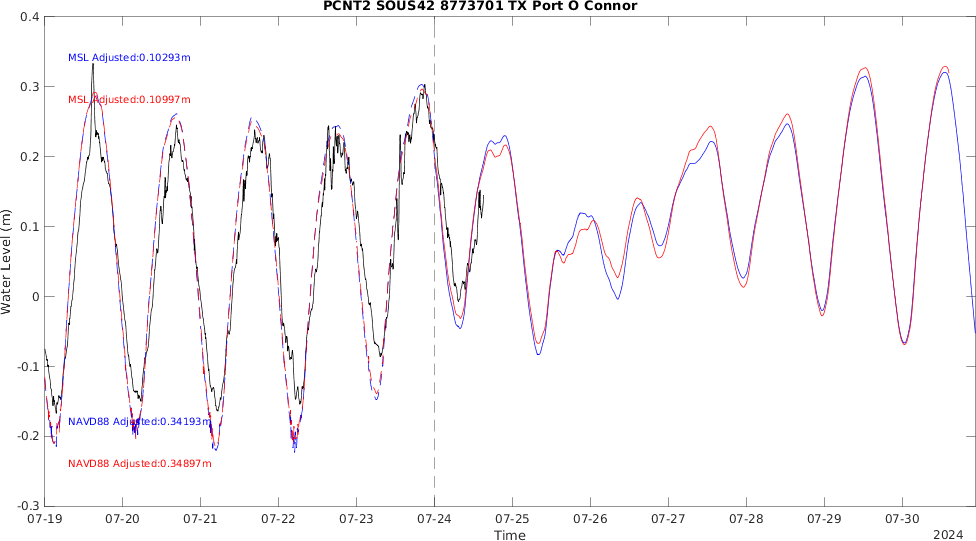 PCNT2 SOUS42 8773701 TX Port O Connor
0.4
MSL Adjusted:0.10293m
0.3
MSL Adjusted:0.10997m
0.2
0.1
Water Level (m)
0
-0.1
-0.2
NAVD88 Adjusted:0.34193m
NAVD88 Adjusted:0.34897m
-0.3
07-19 07-20 07-21 07-22 07-23 07-24 07-25 07-26 07-27 07-28 07-29 07-30
Time
2024